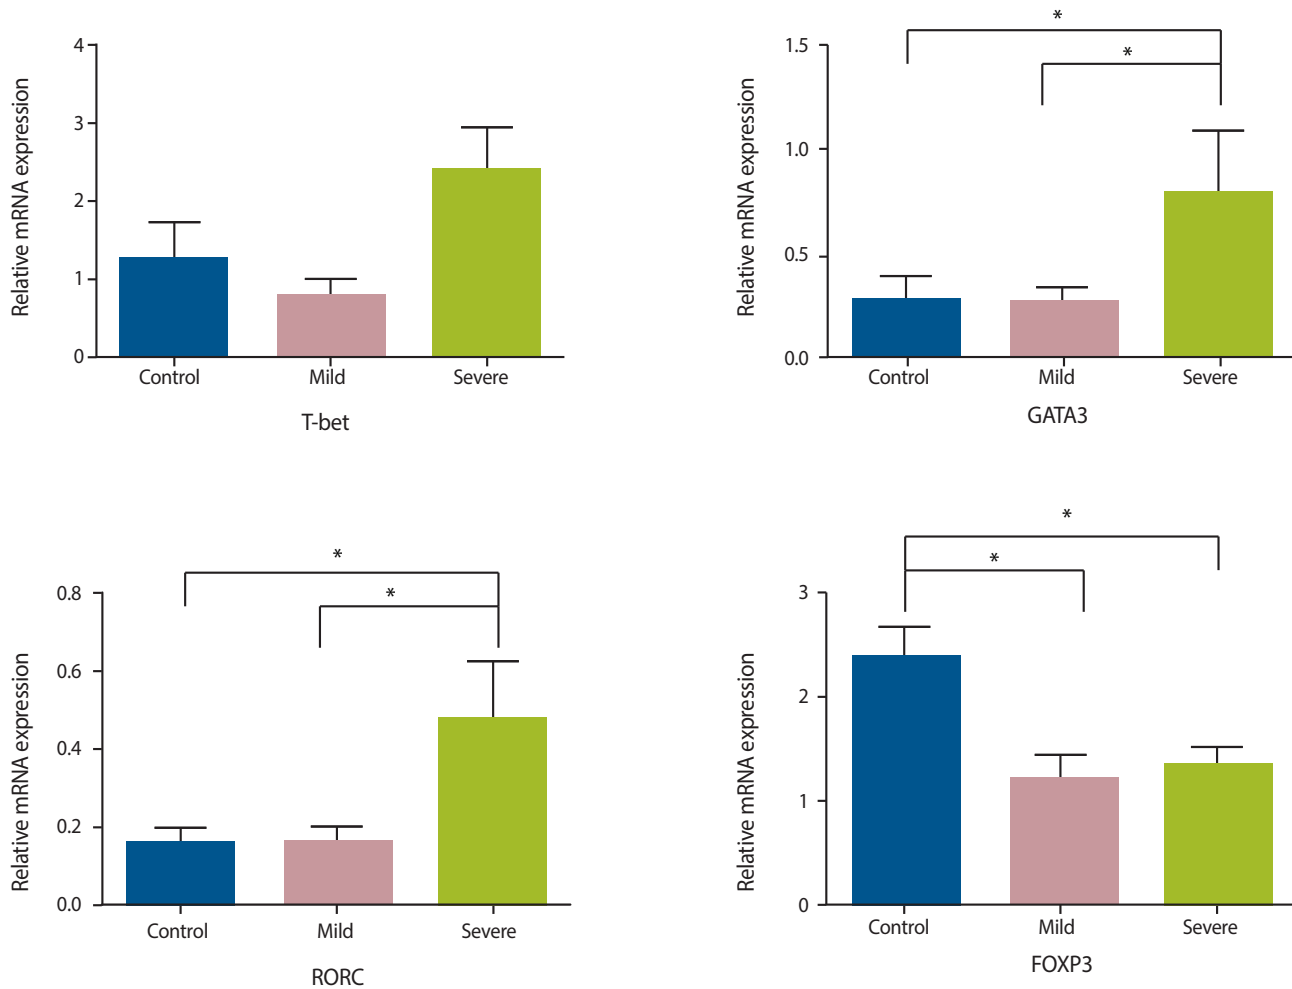 Relative mRNA expression
4
3
2
1
0
Control Mild Severe
T-bet
*
*
Relative mRNA expression
1.5
1.0
0.5
0.0
Control Mild Severe
GATA3
*
*
Relative mRNA expression
0.8
0.6
0.4
0.2
0.0
Control Mild Severe
RORC
*
*
Relative mRNA expression
3
2
1
0
Control Mild Severe
FOXP3